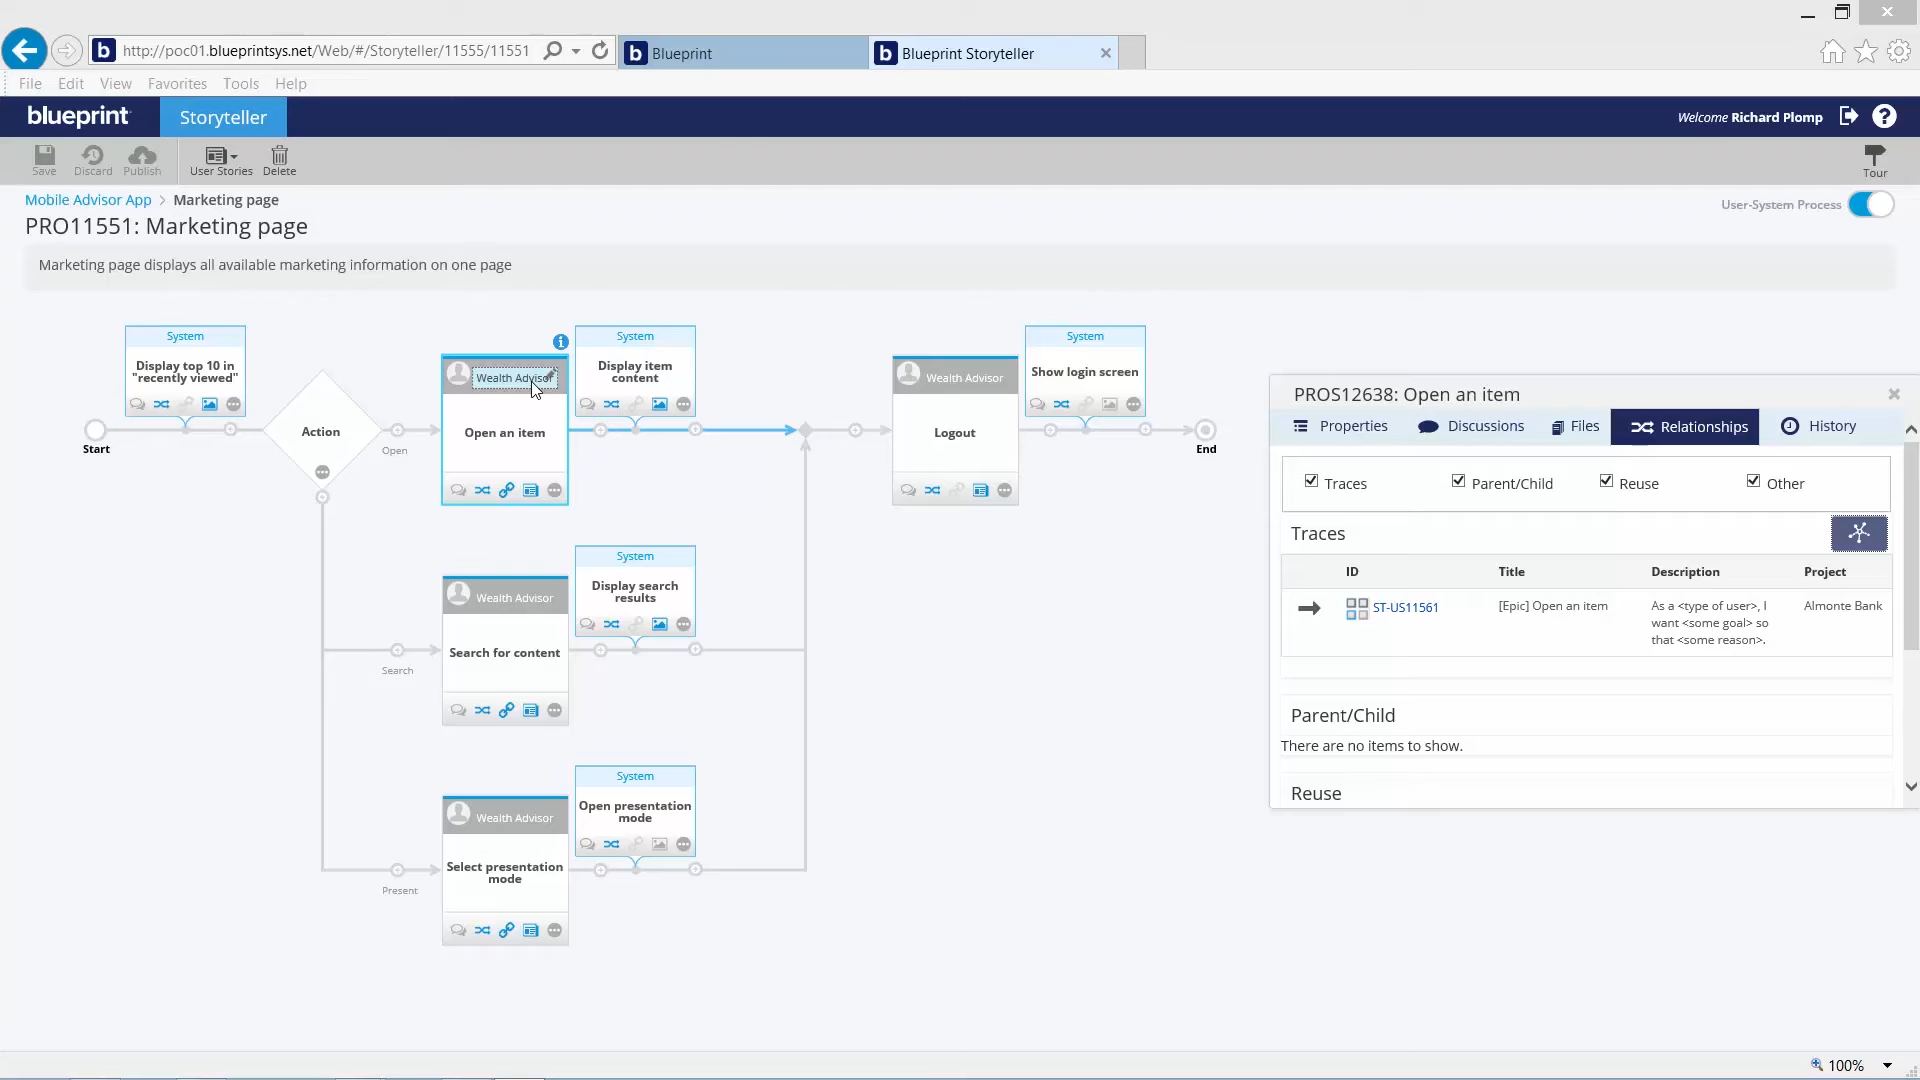 http://poc01.blueprintsys.net/Web/#/Storyteller/11555/11551
Blueprint
Blueprint Storyteller
File Edit View Favorites Tools Help
blueprint
Storyteller
Welcome Richard Plomp
Save Discard Publish User Stories Delete
Tour
Mobile Advisor App > Marketing page
User-System Process
PRO11551: Marketing page
Marketing page displays all available marketing information on one page
System
Display top 10 in
"recently viewed"
Start
Action
Open
Wealth Advisor
Open an item
System
Display item
content
Wealth Advisor
Logout
System
Show login screen
End
Search
Wealth Advisor
Search for content
System
Display search
results
Present
Wealth Advisor
Select presentation
mode
System
Open presentation
mode
PROS12638: Open an item
Properties Discussions Files Relationships History
Traces Parent/Child Reuse Other
Traces
ID Title Description Project
ST-US11561 [Epic] Open an item As a <type of user>, I Almonte Bank
want <some goal> so
that <some reason>.
Parent/Child
There are no items to show.
Reuse
100%